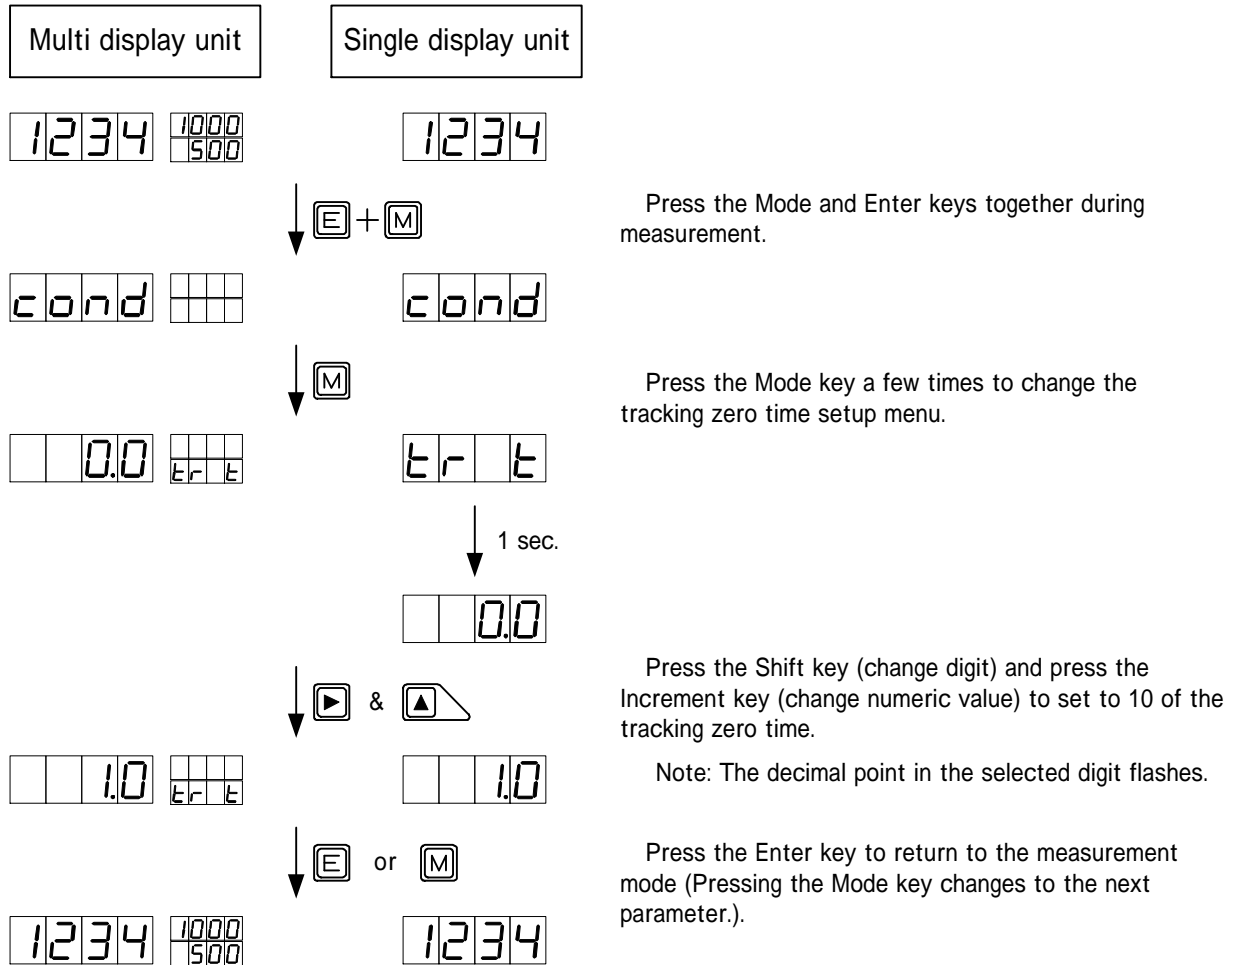 Multi display unit Single display unit
1234 1000 1234
500
E + M Press the Mode and Enter keys together during
measurement.
cond cond
M Press the Mode key a few times to change the
tracking zero time setup menu.
0.0 tr t tr t
1 sec.
0.0
Press the Shift key (change digit) and press the
& Increment key (change numeric value) to set to 10 of the
tracking zero time.
1.0 tr t 1.0 Note: The decimal point in the selected digit flashes.
E or M Press the Enter key to return to the measurement
mode (Pressing the Mode key changes to the next
parameter.).
1234 1000 1234
500